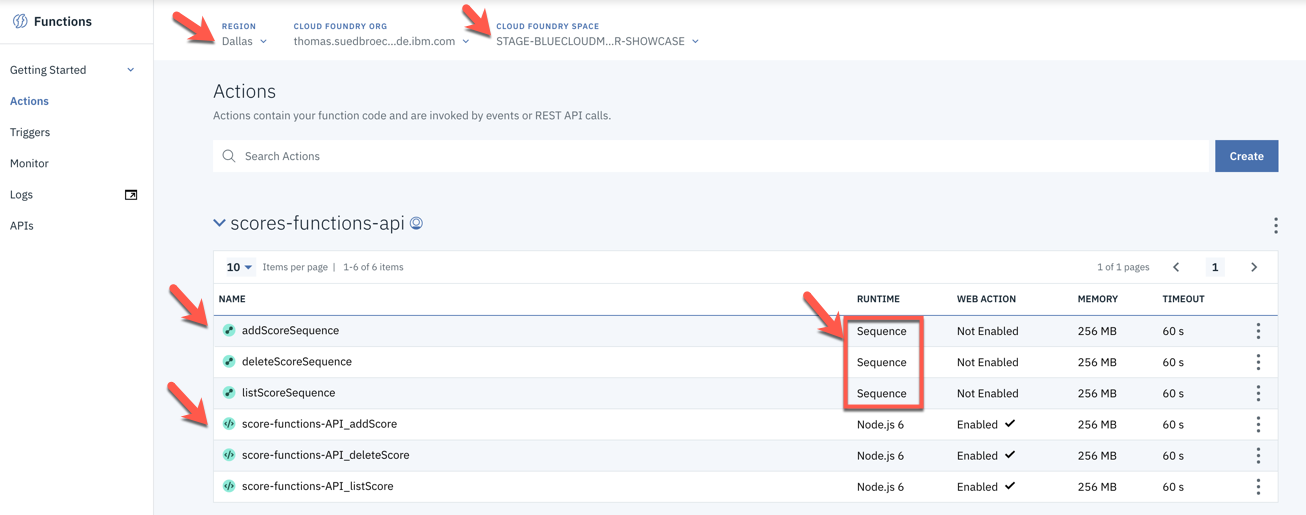 Functions
REGION
CLOUD FOUNDRY ORG
CLOUD FOUNDRY SPACE
Dallas
thomas.suedbroec...de.ibm.com
STAGE-BLUECLOUDM...R-SHOWCASE
Getting Started
Actions
Triggers
Monitor
Logs
APIs
Actions
Actions contain your function code and are invoked by events or REST API calls.
Search Actions
Create
scores-functions-api
10 Items per page | 1-6 of 6 items
1 of 1 pages 1
NAME RUNTIME WEB ACTION MEMORY TIMEOUT
addScoreSequence Sequence Not Enabled 256 MB 60 s
deleteScoreSequence Sequence Not Enabled 256 MB 60 s
listScoreSequence Sequence Not Enabled 256 MB 60 s
score-functions-API_addScore Node.js 6 Enabled 256 MB 60 s
score-functions-API_deleteScore Node.js 6 Enabled 256 MB 60 s
score-functions-API_listScore Node.js 6 Enabled 256 MB 60 s